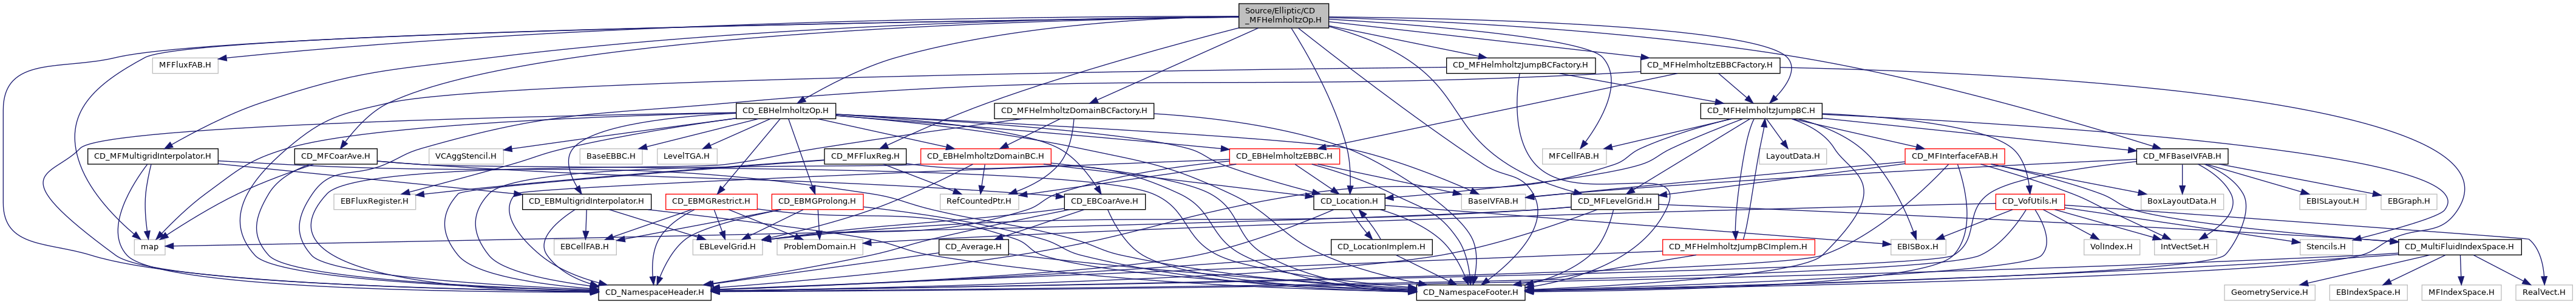 Source/Elliptic/CD
_MFHelmholtzOp.H
MFFluxFAB.H
CD_MFHelmholtzJumpBCFactory.H
CD_MFHelmholtzEBBCFactory.H
CD_EBHelmholtzOp.H
CD_MFHelmholtzDomainBCFactory.H
CD_MFHelmholtzJumpBC.H
CD_MFMultigridInterpolator.H
CD_MFCoarAve.H
VCAggStencil.H
BaseEBBC.H
LevelTGA.H
CD_MFFluxReg.H
CD_EBHelmholtzDomainBC.H
CD_EBHelmholtzEBBC.H
MFCellFAB.H
LayoutData.H
CD_MFInterfaceFAB.H
CD_MFBaseIVFAB.H
EBFluxRegister.H
CD_EBMultigridInterpolator.H
CD_EBMGRestrict.H
CD_EBMGProlong.H
RefCountedPtr.H
CD_EBCoarAve.H
CD_Location.H
BaseIVFAB.H
CD_MFLevelGrid.H
CD_VofUtils.H
BoxLayoutData.H
EBISLayout.H
EBGraph.H
map
EBCellFAB.H
EBLevelGrid.H
ProblemDomain.H
CD_Average.H
CD_LocationImplem.H
EBISBox.H
CD_MFHelmholtzJumpBCImplem.H
VolIndex.H
IntVectSet.H
Stencils.H
CD_MultiFluidIndexSpace.H
CD_NamespaceHeader.H
CD_NamespaceFooter.H
GeometryService.H
EBIndexSpace.H
MFIndexSpace.H
RealVect.H